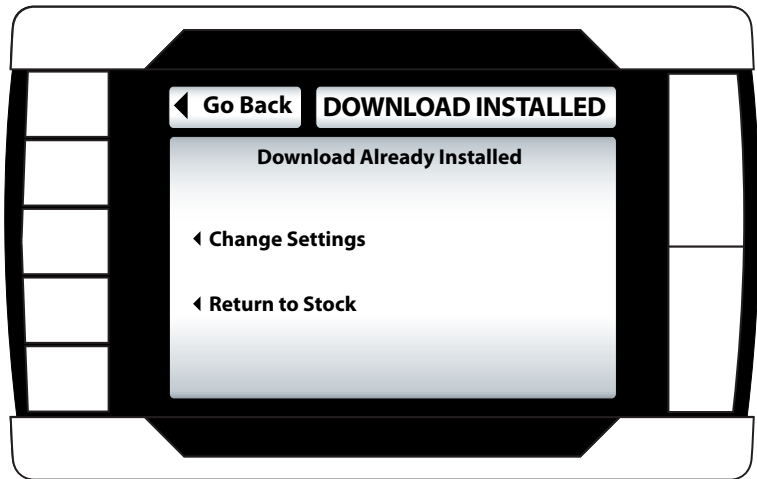 Go Back
DOWNLOAD INSTALLED
Download Already Installed
Change Settings
Return to Stock